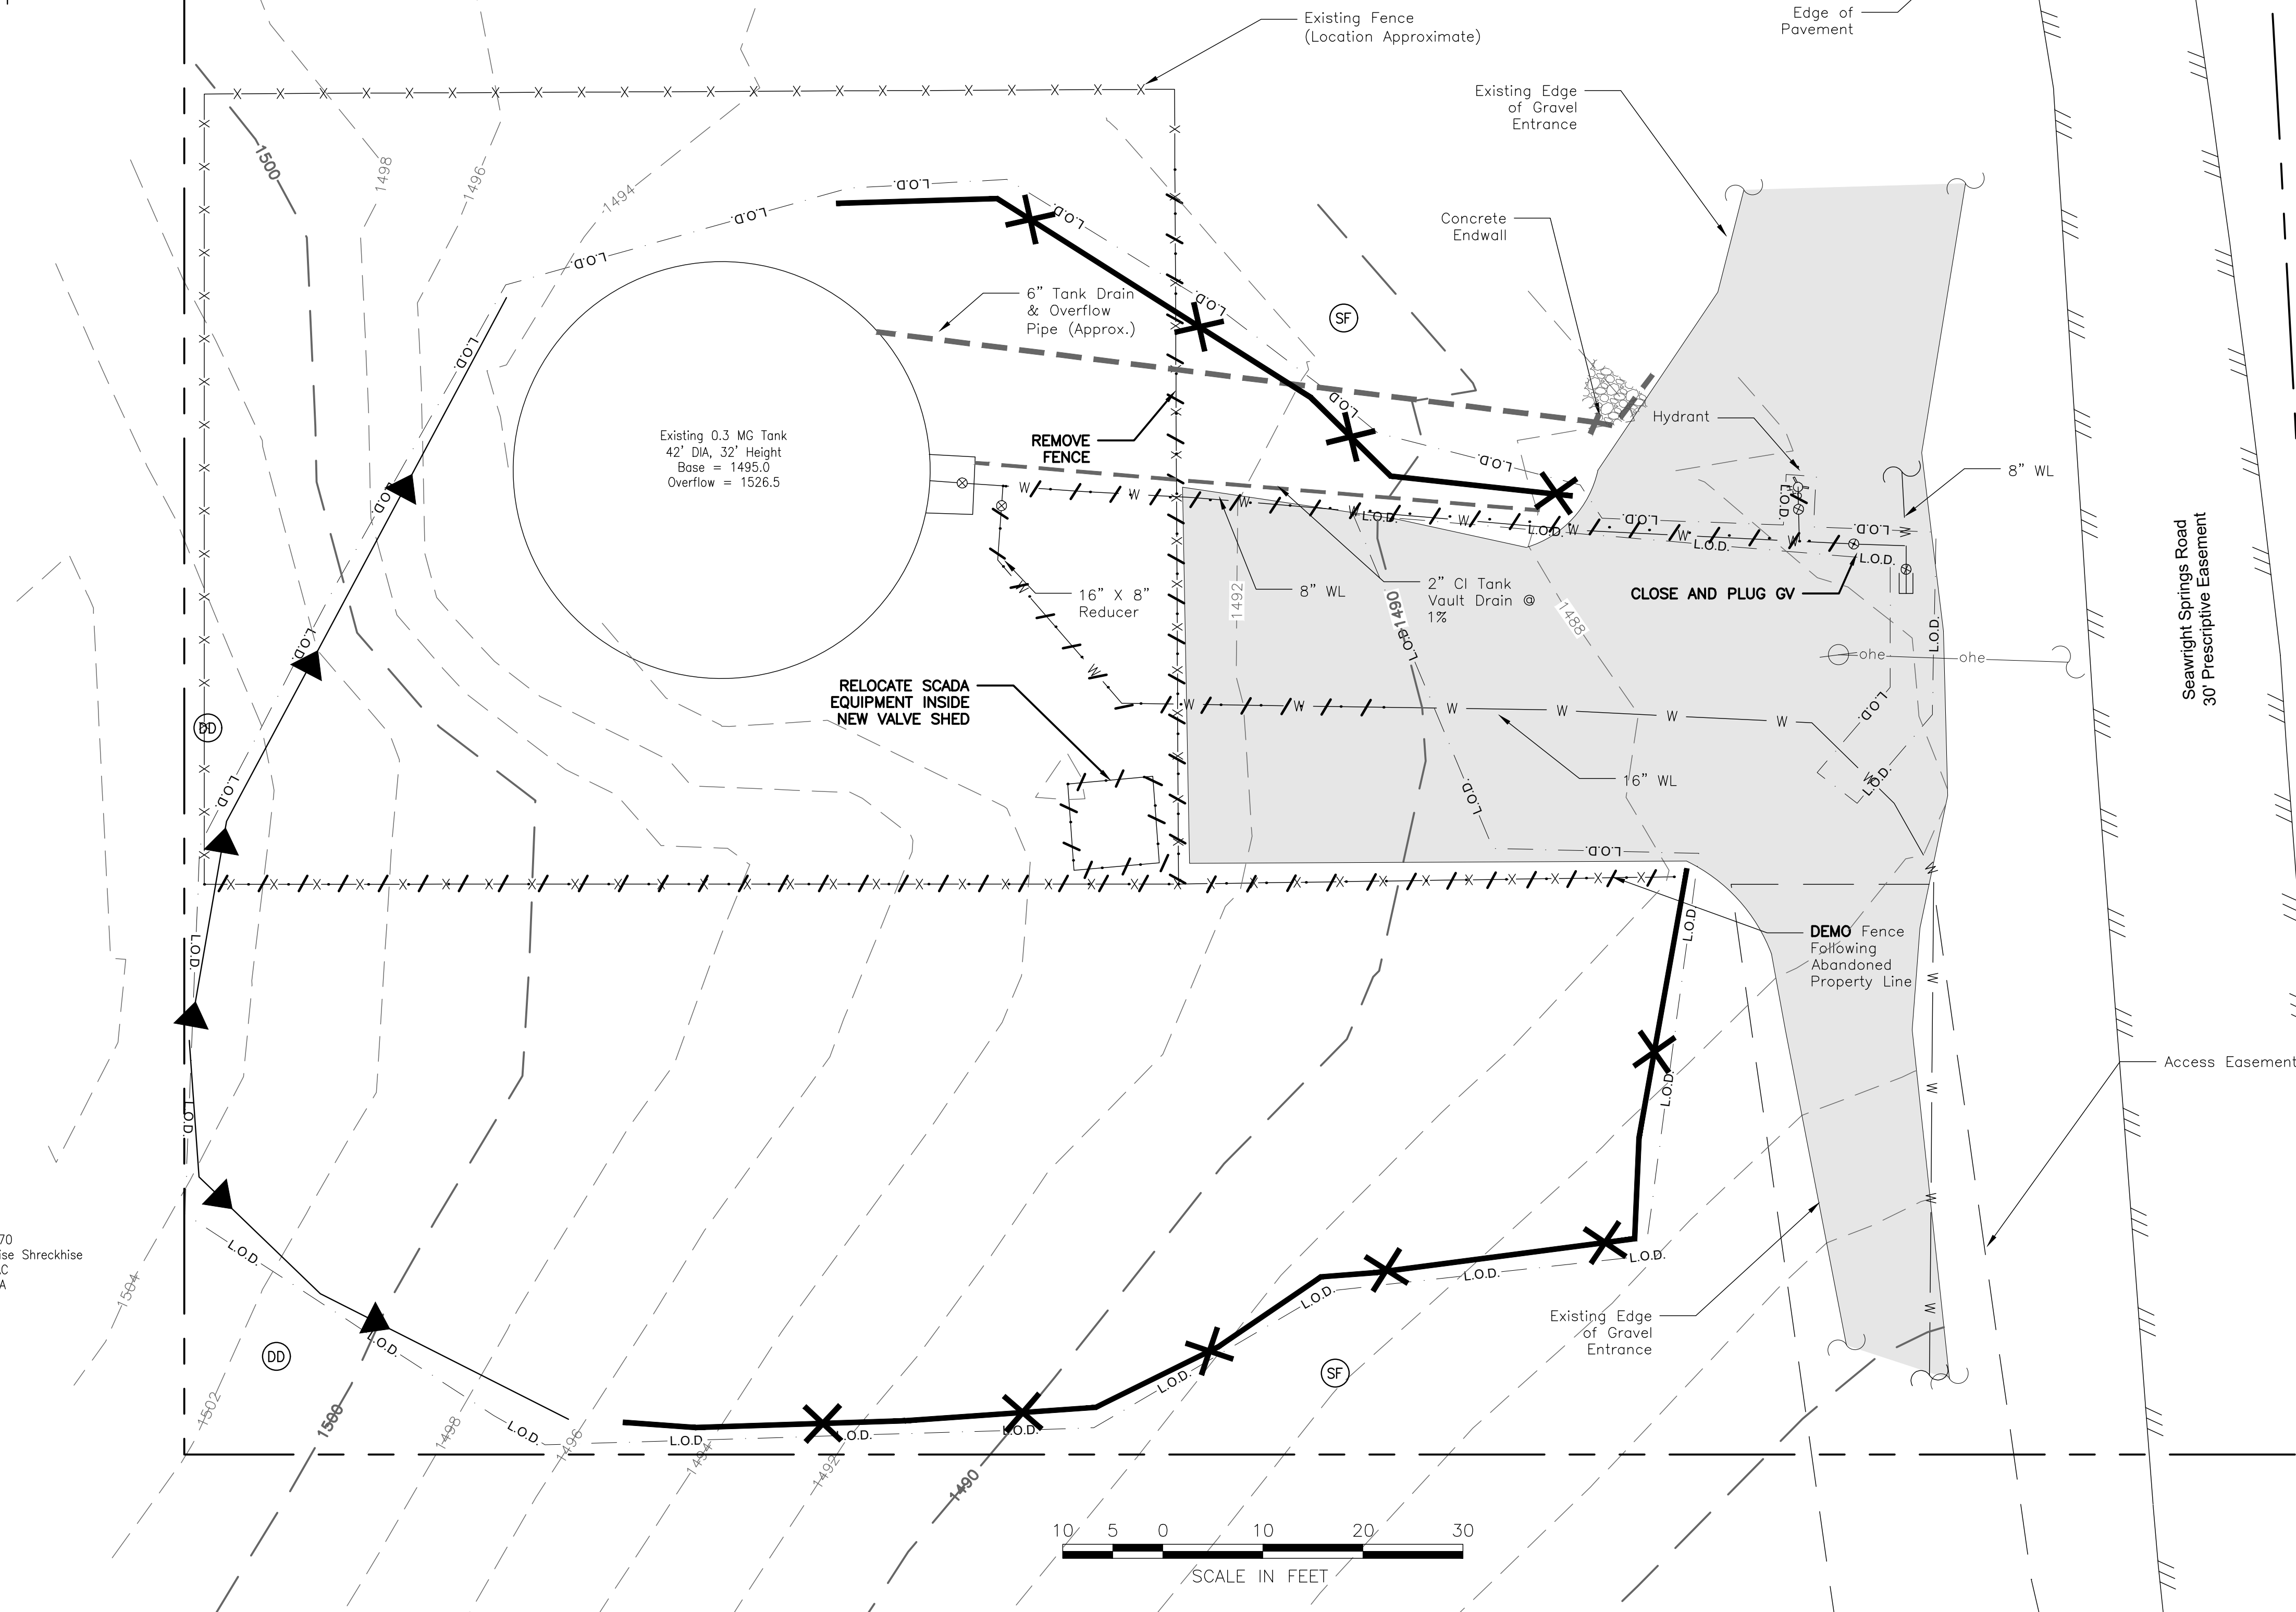 Existing Fence
(Location Approximate)
Edge of
Pavement
Existing Edge
of Gravel
Entrance
Concrete
Endwall
1500
1498
1496
1494
L.O.D.
L.O.D.
L.O.D.
L.O.D.
L.O.D.
L.O.D.
L.O.D.
L.O.D.
6" Tank Drain
& Overflow
Pipe (Approx.)
SF
Hydrant
REMOVE
FENCE
Existing 0.3 MG Tank
42' DIA, 32' Height
Base = 1495.0
Overflow = 1526.5
8" WL
L.O.D.
L.O.D.
L.O.D.
L.O.D.
L.O.D.
L.O.D.
L.O.D.
L.O.D.
CLOSE AND PLUG GV
16" X 8"
Reducer
8" WL
2" CI Tank
Vault Drain @
1%
1492
1490
1488
L.O.D.
L.O.D.
L.O.D.
ohe
ohe
Seawright Springs Road
30' Prescriptive Easement
RELOCATE SCADA
EQUIPMENT INSIDE
NEW VALVE SHED
DD
16" WL
L.O.D.
L.O.D.
L.O.D.
L.O.D.
L.O.D.
DEMO Fence
Following
Abandoned
Property Line
L.O.D.
L.O.D.
L.O.D.
L.O.D.
Access Easement
70
ise Shreckhise
AC
A
L.O.D.
L.O.D.
L.O.D.
L.O.D.
1504
Existing Edge
of Gravel
Entrance
DD
SF
L.O.D.
L.O.D.
L.O.D.
L.O.D.
L.O.D.
L.O.D.
1502
1500
1498
1496
1494
1492
1490
10 5 0 10 20 30
SCALE IN FEET